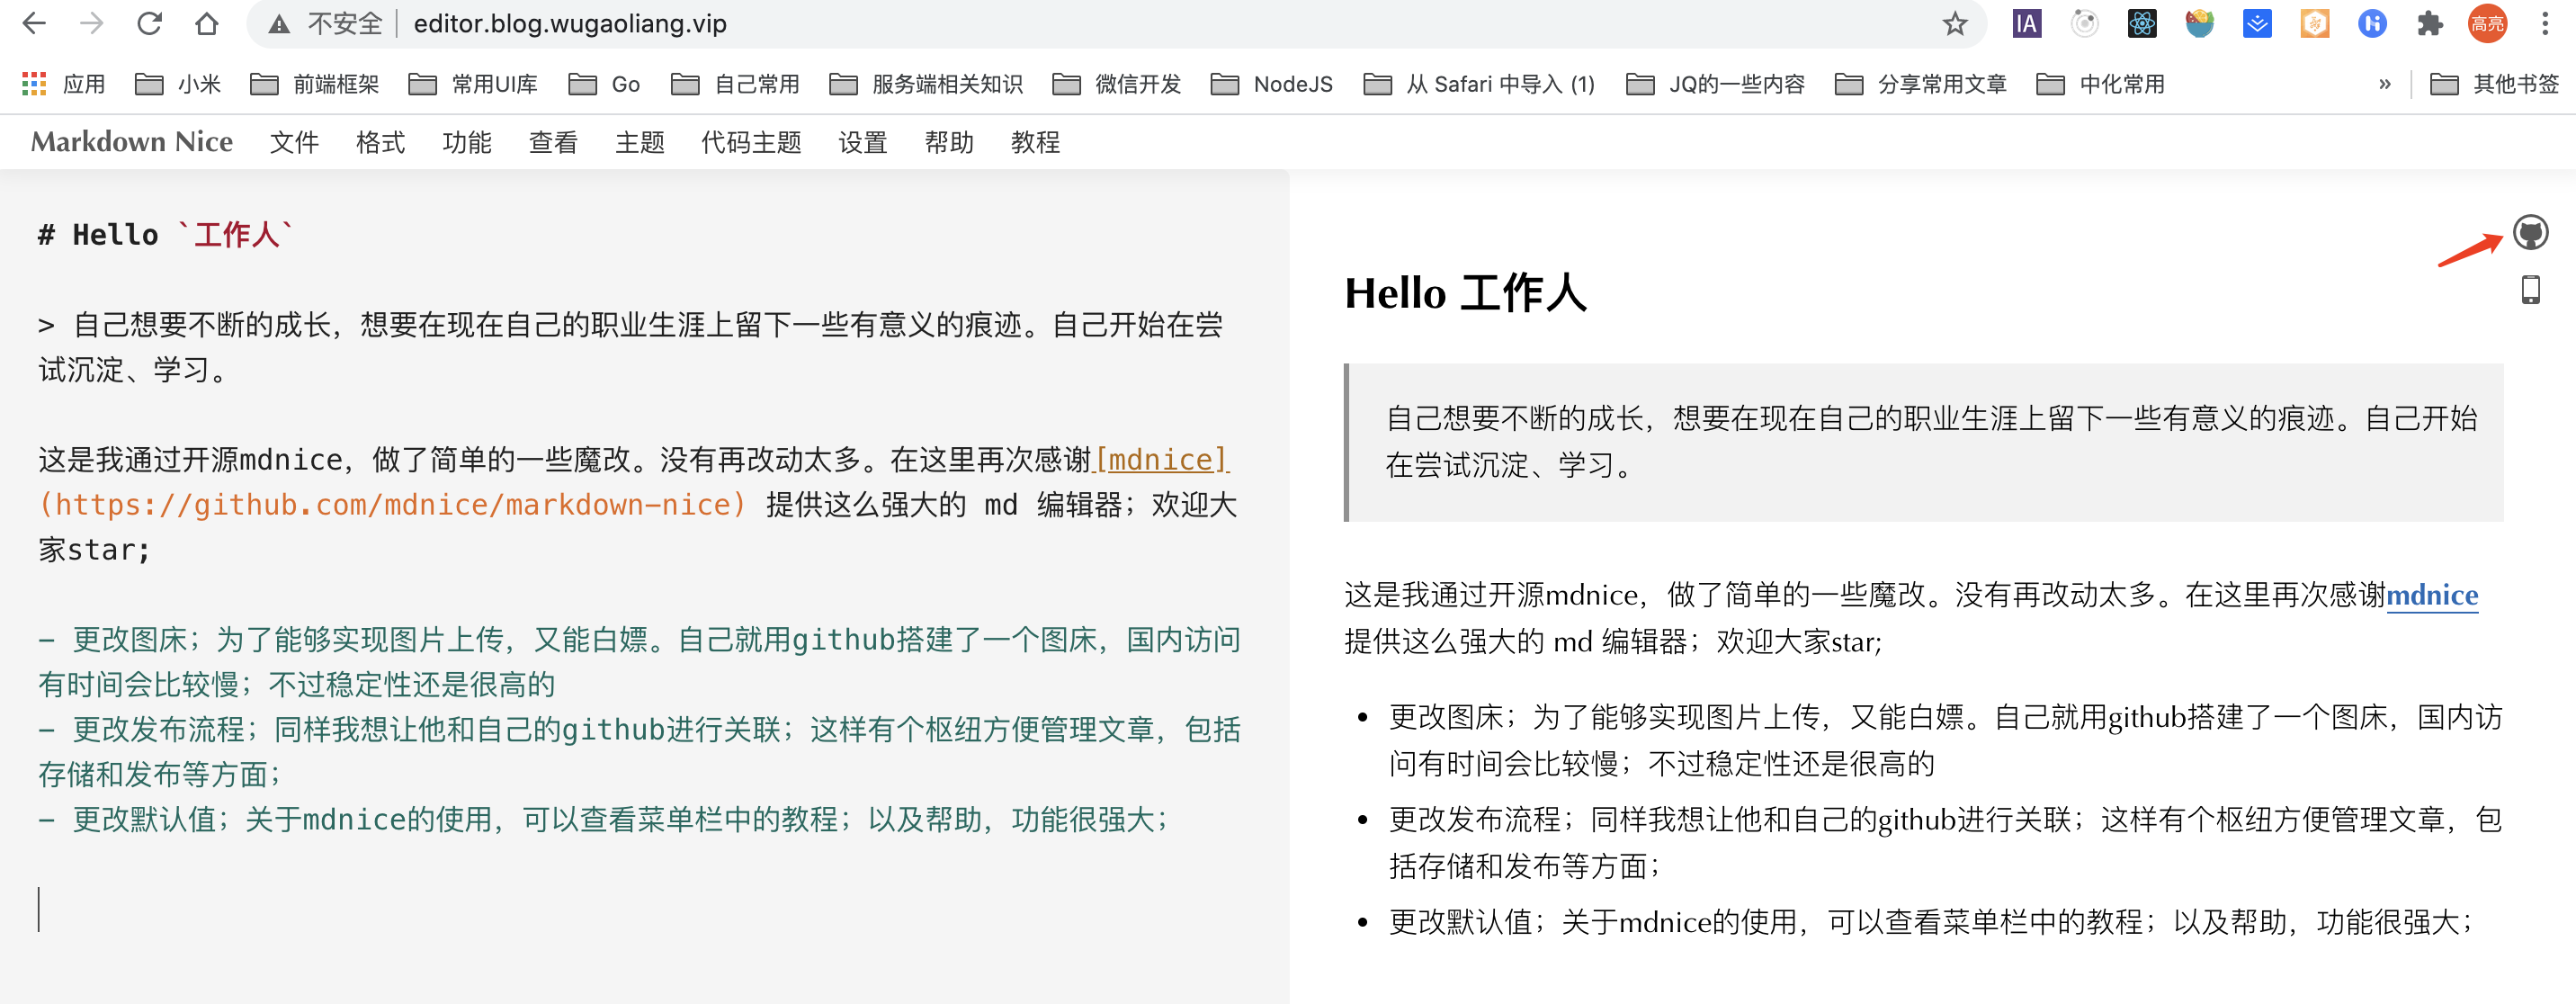 不安全 editor.blog.wugaoliang.vip IA 高亮
应用 小米 前端框架 常用UI库 Go 自己常用 服务端相关知识 微信开发 NodeJS 从 Safari 中导入 (1) JQ的一些内容 分享常用文章 中化常用 » 其他书签
Markdown Nice 文件 格式 功能 查看 主题 代码主题 设置 帮助 教程
# Hello `工作人`
> 自己想要不断的成长，想要在现在自己的职业生涯上留下一些有意义的痕迹。自己开始在尝
试沉淀、学习。
这是我通过开源mdnice，做了简单的一些魔改。没有再改动太多。在这里再次感谢[mdnice]
(https://github.com/mdnice/markdown-nice) 提供这么强大的 md 编辑器；欢迎大
家star;
- 更改图床；为了能够实现图片上传，又能白嫖。自己就用github搭建了一个图床，国内访问
有时间会比较慢；不过稳定性还是很高的
- 更改发布流程；同样我想让他和自己的github进行关联；这样有个枢纽方便管理文章，包括
存储和发布等方面；
- 更改默认值；关于mdnice的使用，可以查看菜单栏中的教程；以及帮助，功能很强大；
Hello 工作人
自己想要不断的成长，想要在现在自己的职业生涯上留下一些有意义的痕迹。自己开始
在尝试沉淀、学习。
这是我通过开源mdnice，做了简单的一些魔改。没有再改动太多。在这里再次感谢mdnice
提供这么强大的 md 编辑器；欢迎大家star;
• 更改图床；为了能够实现图片上传，又能白嫖。自己就用github搭建了一个图床，国内访
问有时间会比较慢；不过稳定性还是很高的
• 更改发布流程；同样我想让他和自己的github进行关联；这样有个枢纽方便管理文章，包
括存储和发布等方面；
• 更改默认值；关于mdnice的使用，可以查看菜单栏中的教程；以及帮助，功能很强大；